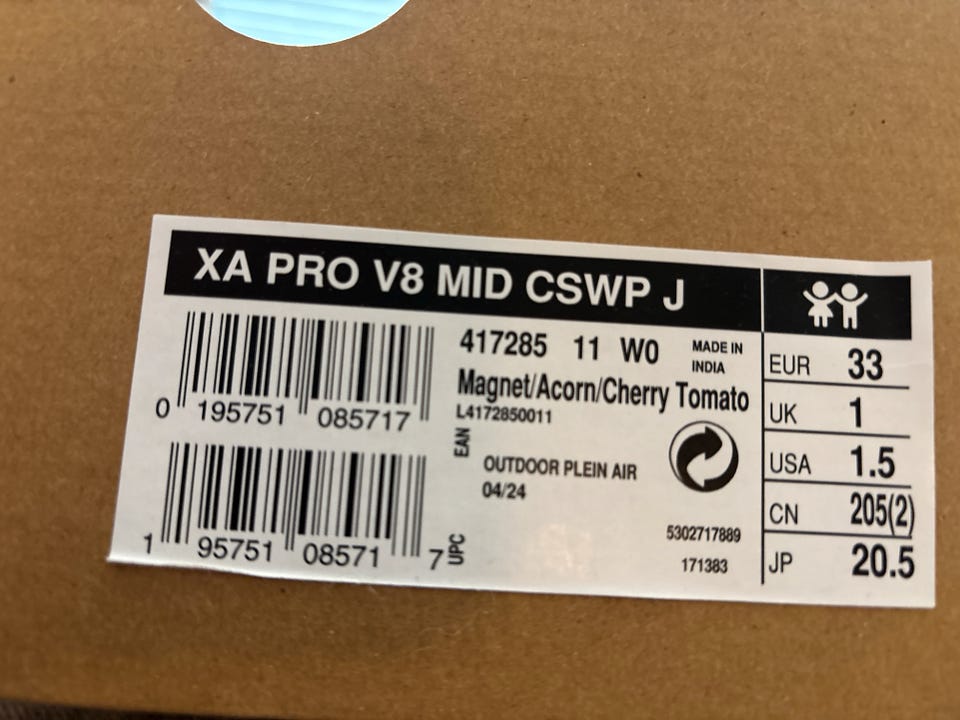 XA PRO V8 MID CSWP J
417285 11 W0 MADE IN INDIA
Magnet/Acorn/Cherry Tomato
L4172850011
0 195751 085717
EAN
OUTDOOR PLEIN AIR
04/24
1 95751 08571 7
UPC
5302717889
171383
EUR 33
UK 1
USA 1.5
CN 205(2)
JP 20.5